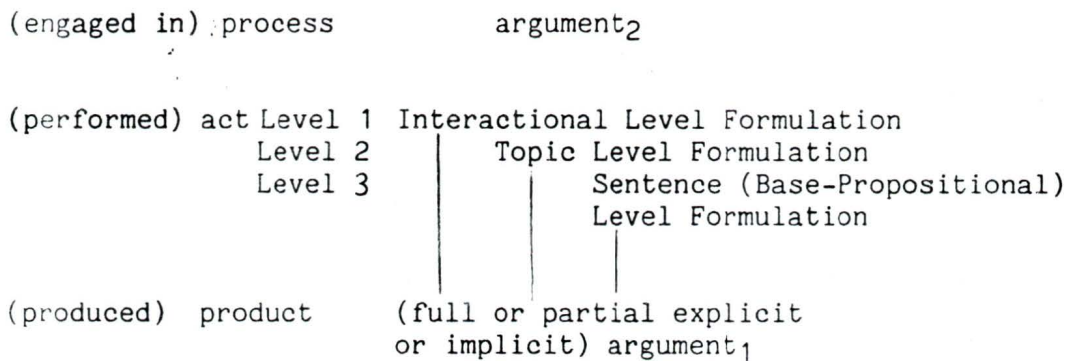 (engaged in) process argument2
(performed) act Level 1 Interactional Level Formulation
Level 2 Topic Level Formulation
Level 3 Sentence (Base-Propositional)
Level Formulation
(produced) product (full or partial explicit
or implicit) argument1